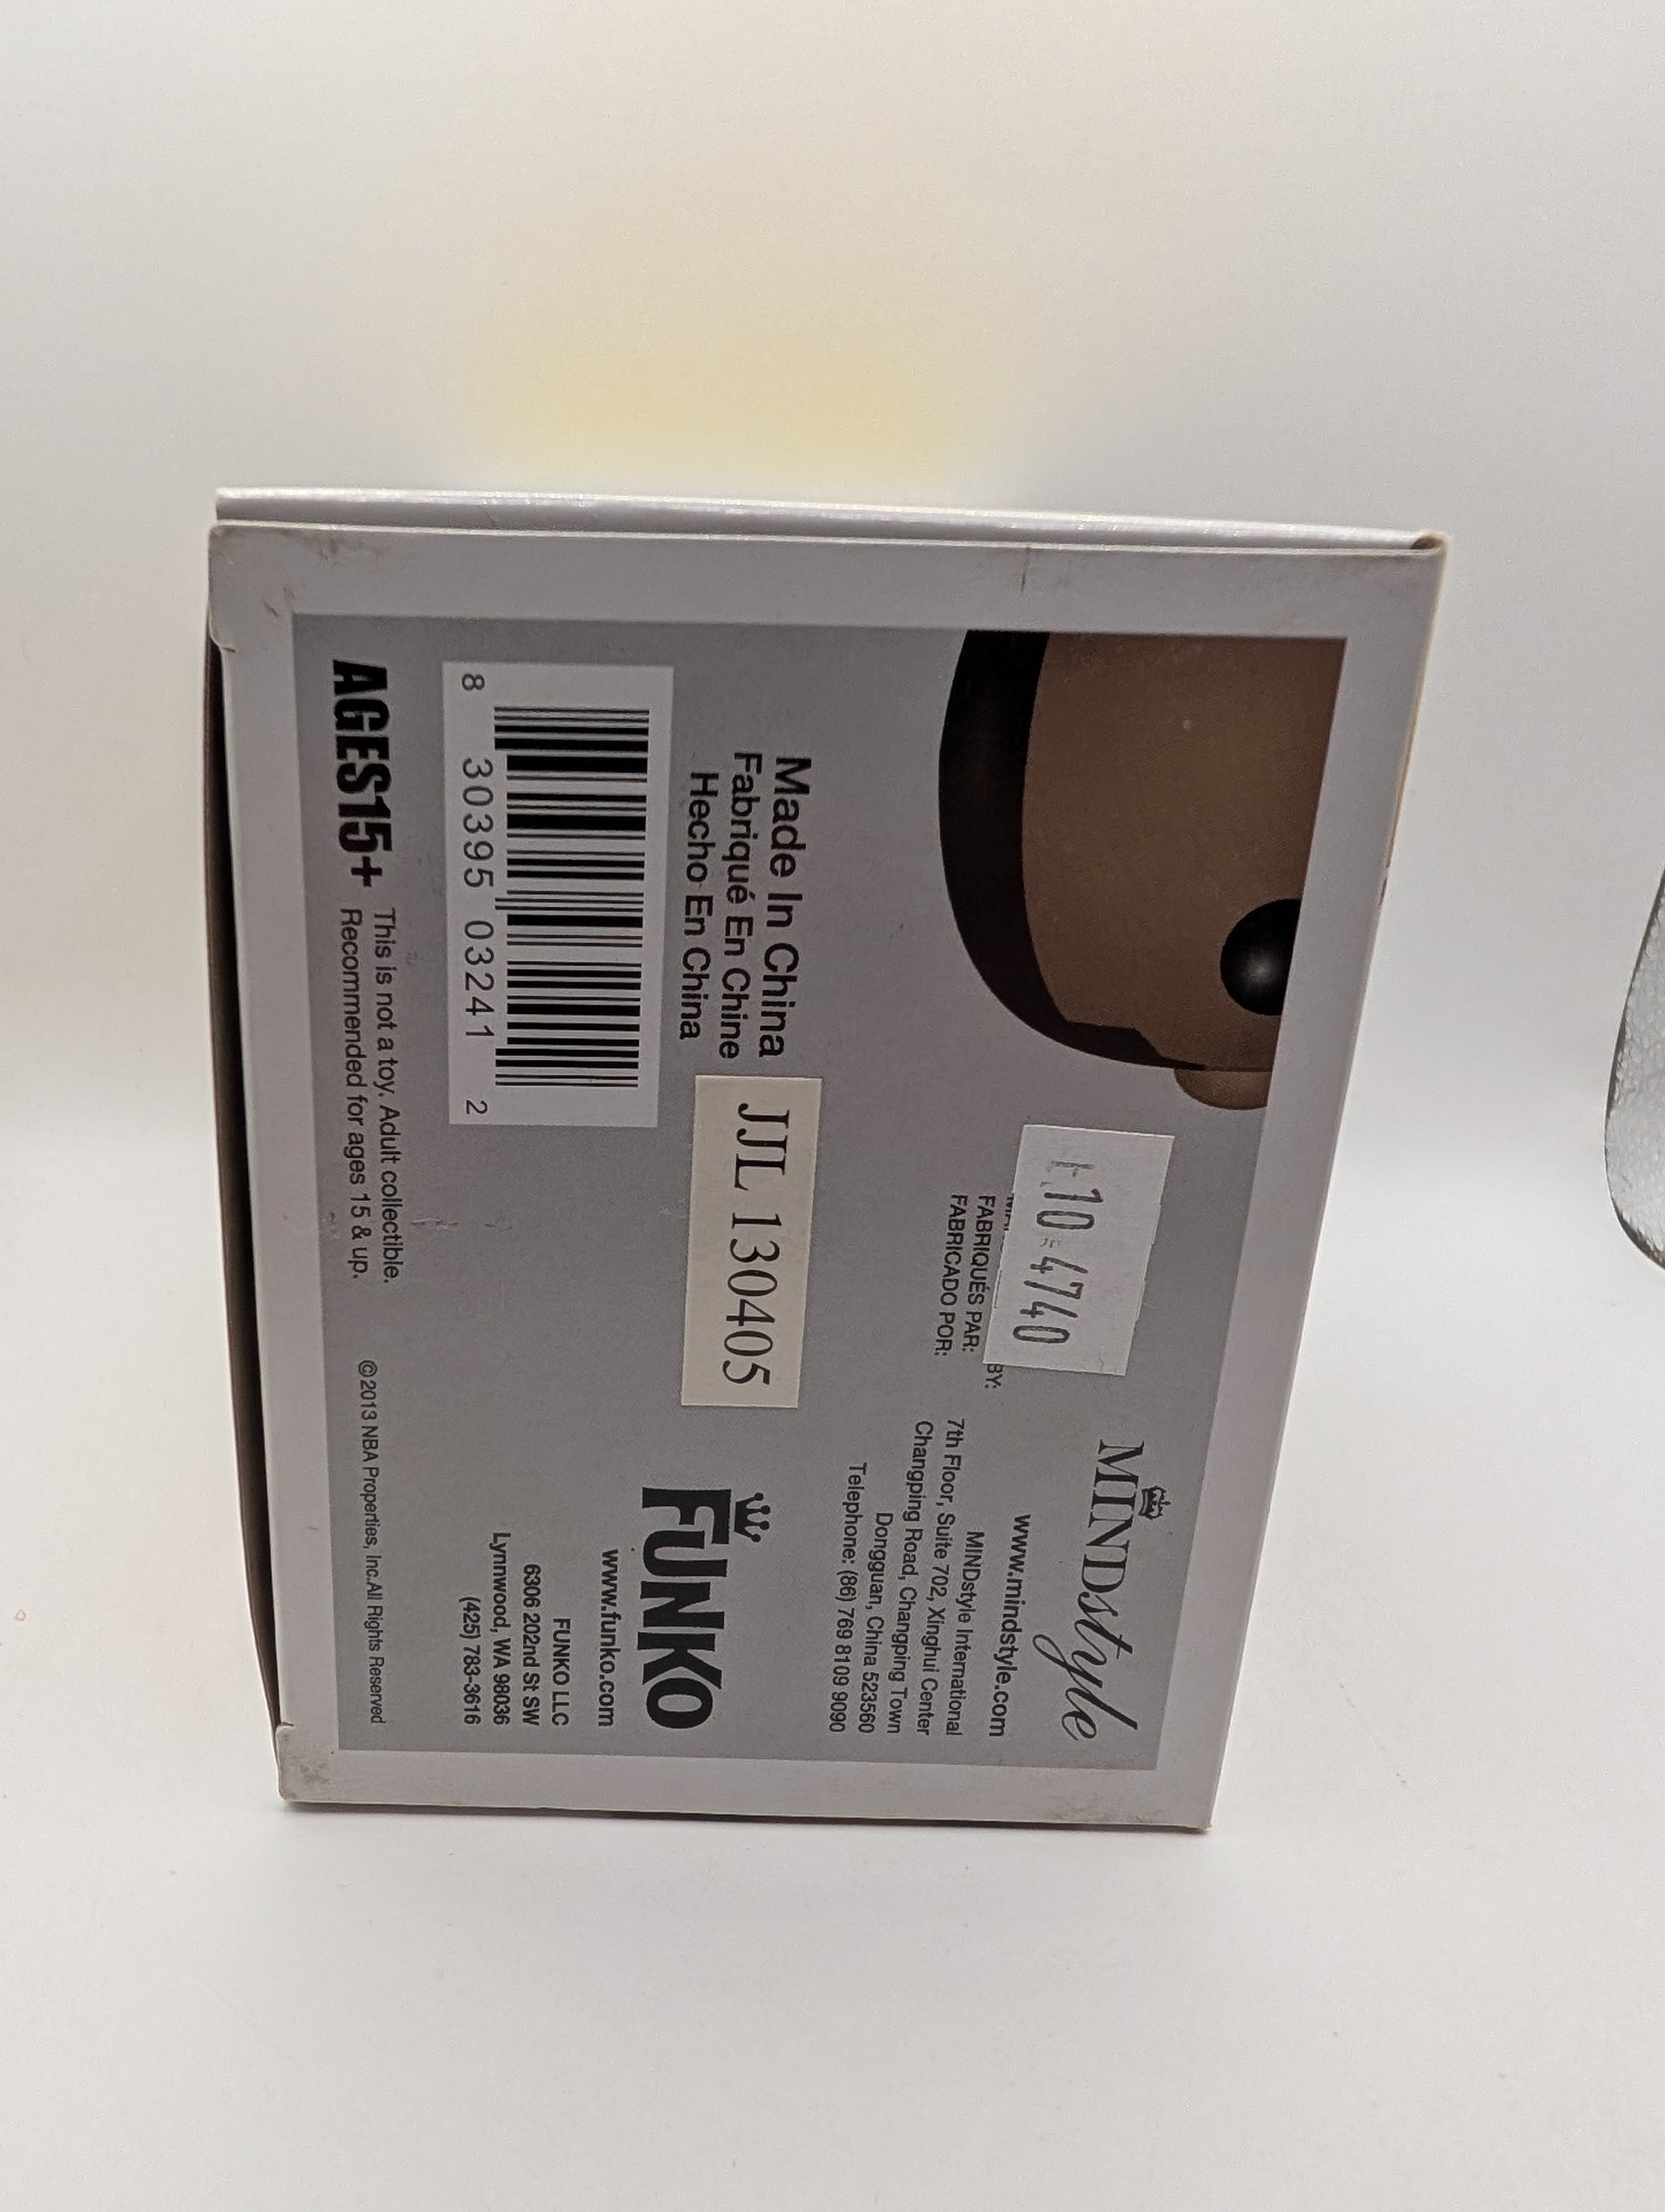 MINDstyle
www.mindstyle.com
MINDstyle International
7th Floor, Suite 702, Xinghui Center
Changping Road, Changping Town
Dongguan, China 523560
Telephone: (86) 769 8109 9090
BY:
FABRIQUÉS PAR:
FABRICADO POR:
10 4740
Made In China
Fabriqué En Chine
Hecho En China
JJL 130405
FUNKO
www.funko.com
FUNKO LLC
6306 202nd St SW
Lynnwood, WA 98036
(425) 783-3616
8 30395 03241 2
AGES15+
This is not a toy. Adult collectible.
Recommended for ages 15 & up.
©2013 NBA Properties, Inc.All Rights Reserved